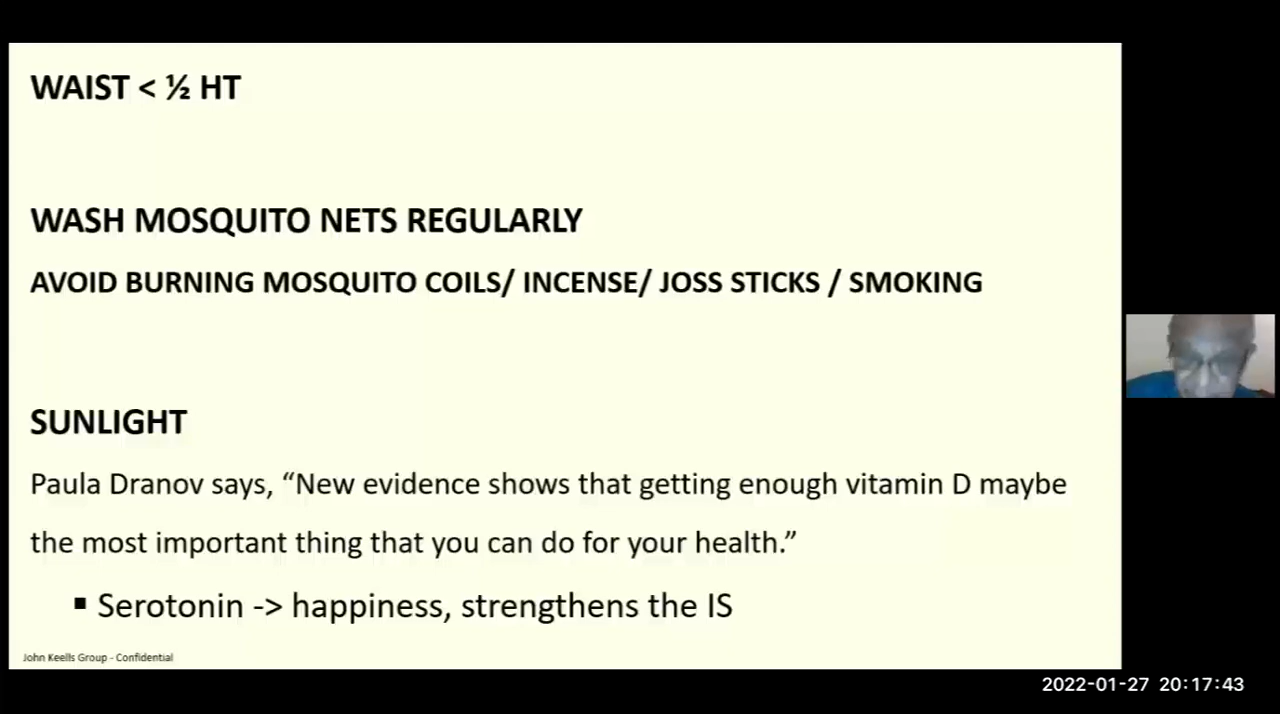 WAIST < ½ HT
WASH MOSQUITO NETS REGULARLY
AVOID BURNING MOSQUITO COILS/ INCENSE/ JOSS STICKS / SMOKING
SUNLIGHT
Paula Dranov says, “New evidence shows that getting enough vitamin D maybe
the most important thing that you can do for your health.”
▪ Serotonin -> happiness, strengthens the IS
John Keells Group - Confidential
2022-01-27 20:17:43